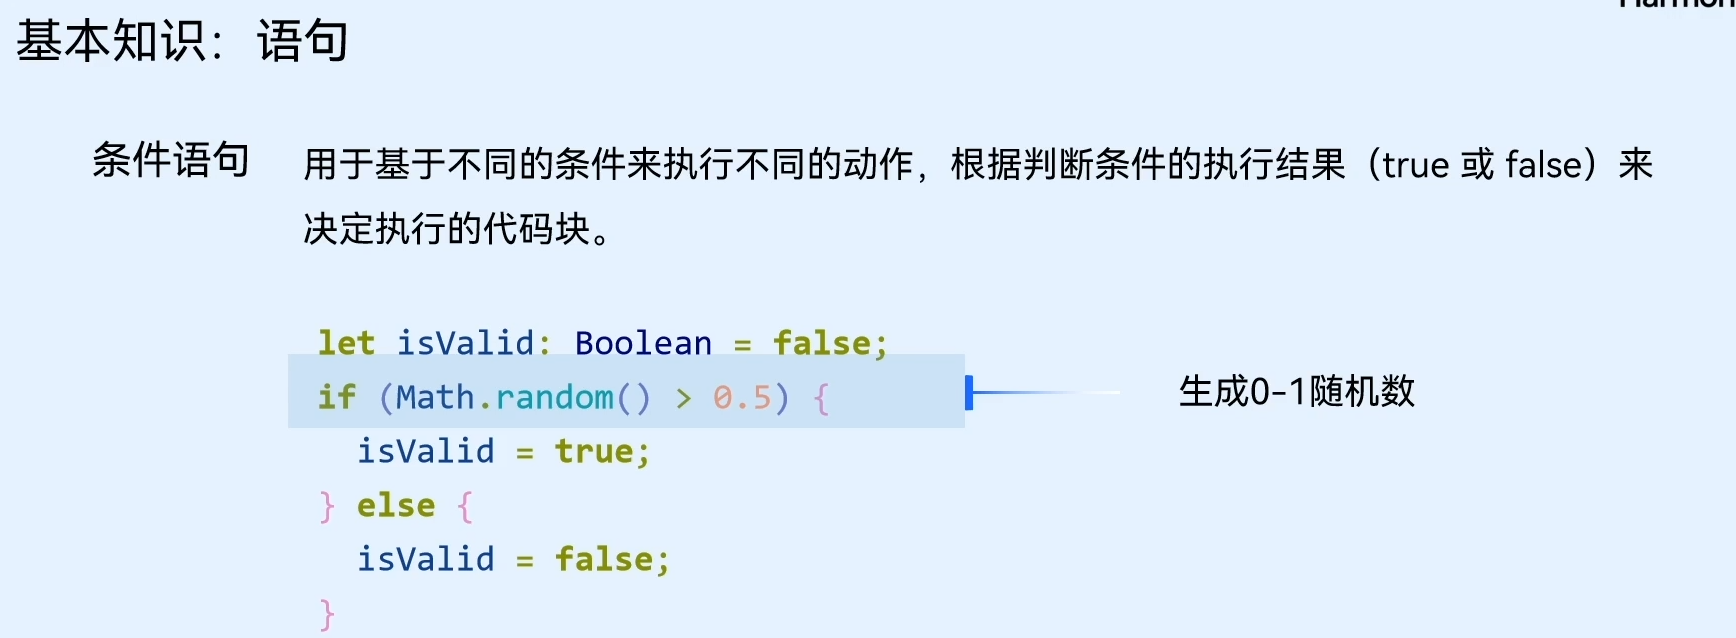 基本知识：语句
条件语句
用于基于不同的条件来执行不同的动作，根据判断条件的执行结果（true 或 false）来
决定执行的代码块。
let isValid: Boolean = false;
if (Math.random() > 0.5) {
生成0-1随机数
isValid = true;
} else {
isValid = false;
}